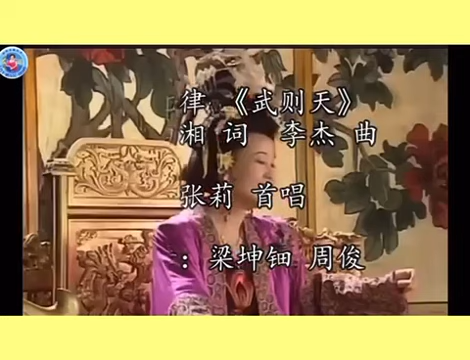 律 《武则天》
湘 词 李杰 曲
张莉 首唱
：梁坤钿 周俊